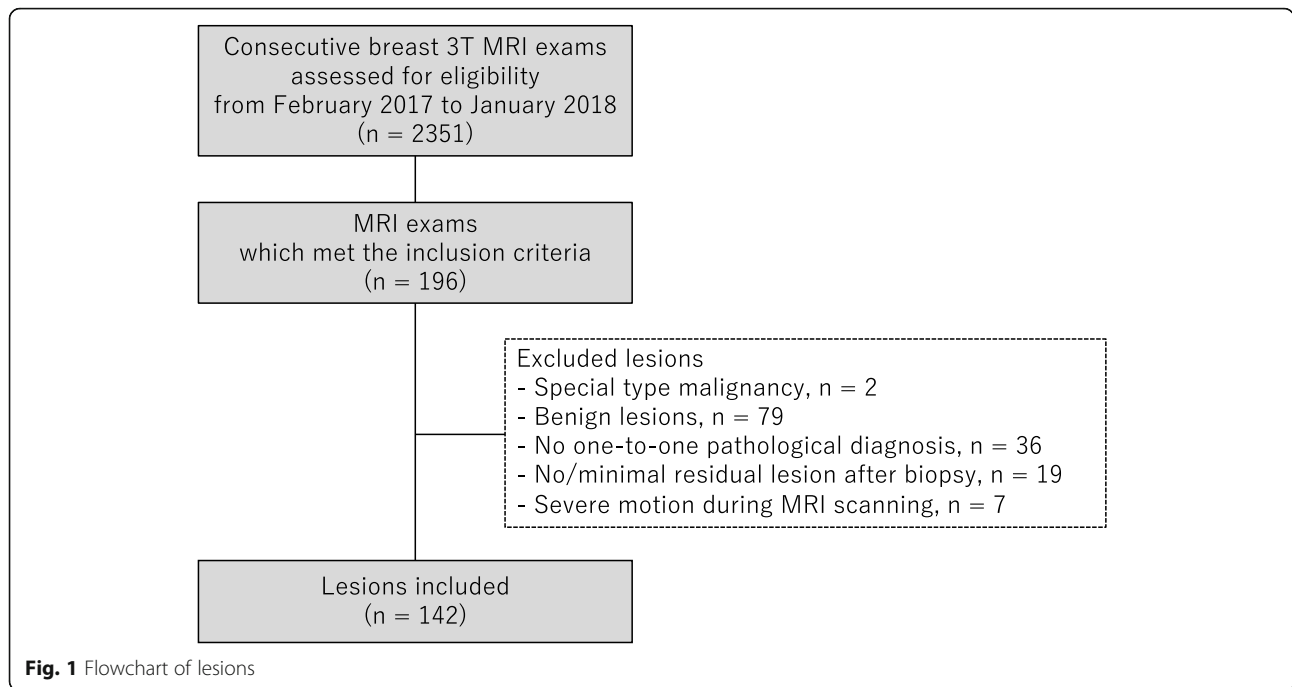 Consecutive breast 3T MRI exams
assessed for eligibility
from February 2017 to January 2018
(n = 2351)
MRI exams
which met the inclusion criteria
(n = 196)
Excluded lesions
- Special type malignancy, n = 2
- Benign lesions, n = 79
- No one-to-one pathological diagnosis, n = 36
- No/minimal residual lesion after biopsy, n = 19
- Severe motion during MRI scanning, n = 7
Lesions included
(n = 142)
Fig. 1 Flowchart of lesions